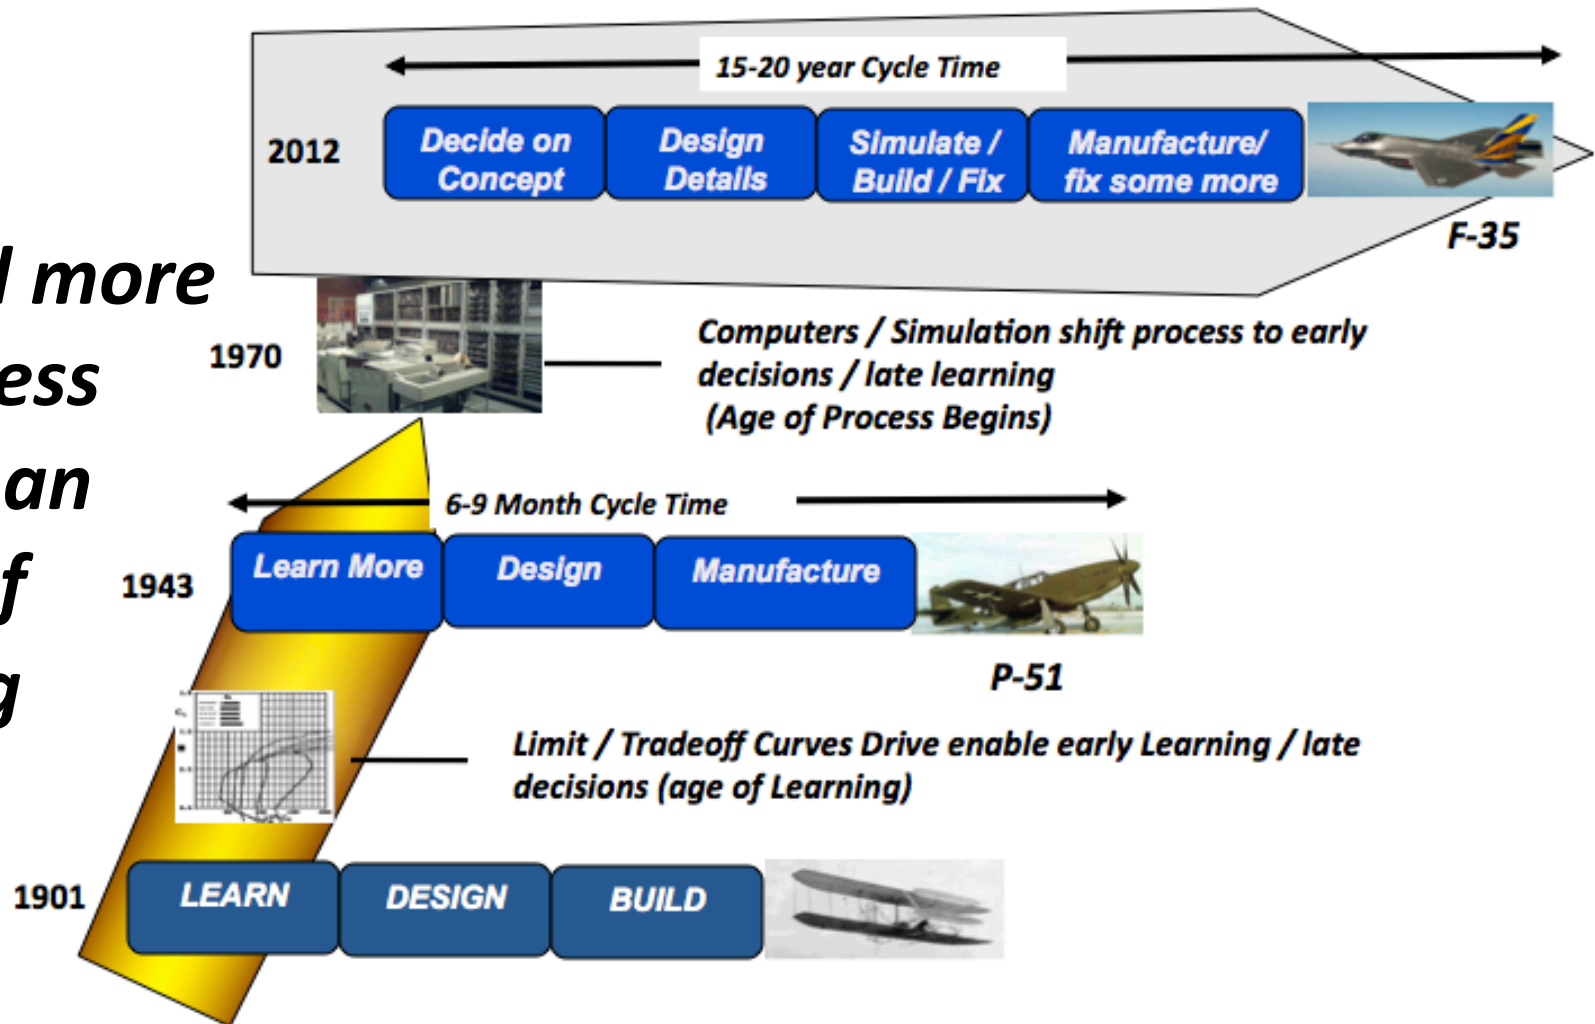 15-20 year Cycle Time
2012
Decide on
Concept
Design
Details
Simulate /
Build / Fix
Manufacture/
fix some more
F-35
more
1970
Computers / Simulation shift process to early
decisions / late learning
(Age of Process Begins)
ess
an
6-9 Month Cycle Time
1943
Learn More
Design
Manufacture
f
P-51
g
Limit / Tradeoff Curves Drive enable early Learning / late
decisions (age of Learning)
1901
LEARN
DESIGN
BUILD